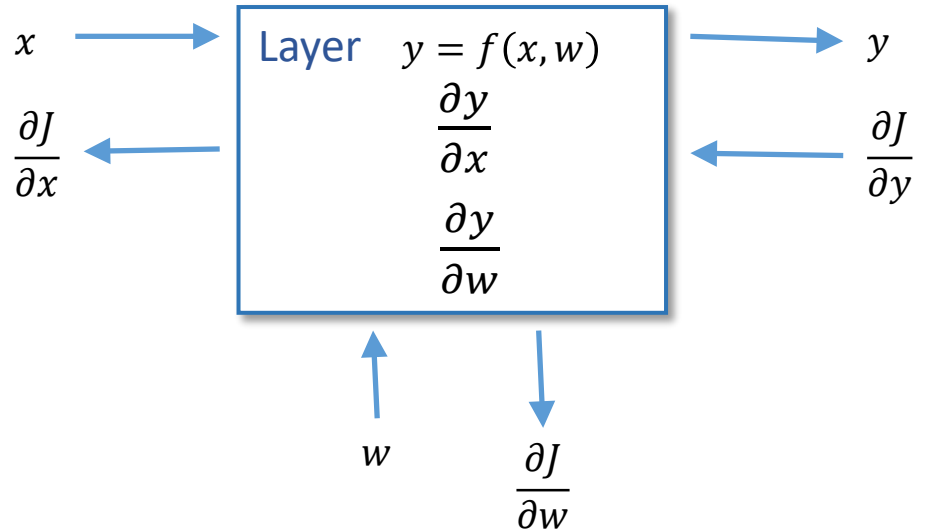 x
Layer y = f(x, w)
y
∂J/∂x
∂y/∂x
∂J/∂y
∂y/∂w
w
∂J/∂w